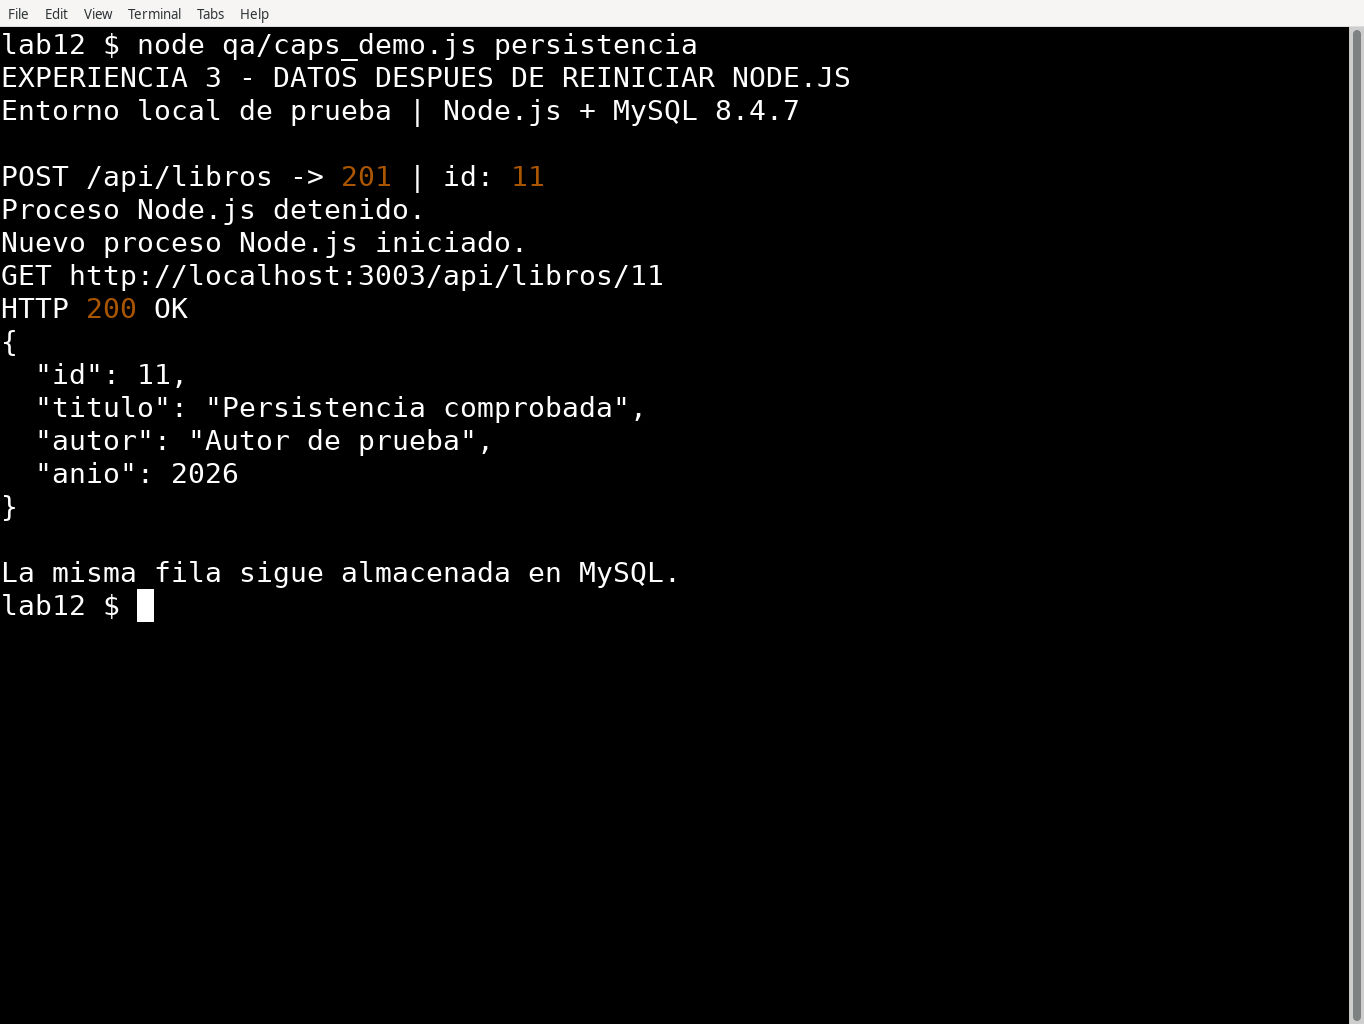 File Edit View Terminal Tabs Help
lab12 $ node qa/caps_demo.js persistencia
EXPERIENCIA 3 - DATOS DESPUES DE REINICIAR NODE.JS
Entorno local de prueba | Node.js + MySQL 8.4.7
POST /api/libros -> 201 | id: 11
Proceso Node.js detenido.
Nuevo proceso Node.js iniciado.
GET http://localhost:3003/api/libros/11
HTTP 200 OK
{
  "id": 11,
  "titulo": "Persistencia comprobada",
  "autor": "Autor de prueba",
  "anio": 2026
}
La misma fila sigue almacenada en MySQL.
lab12 $